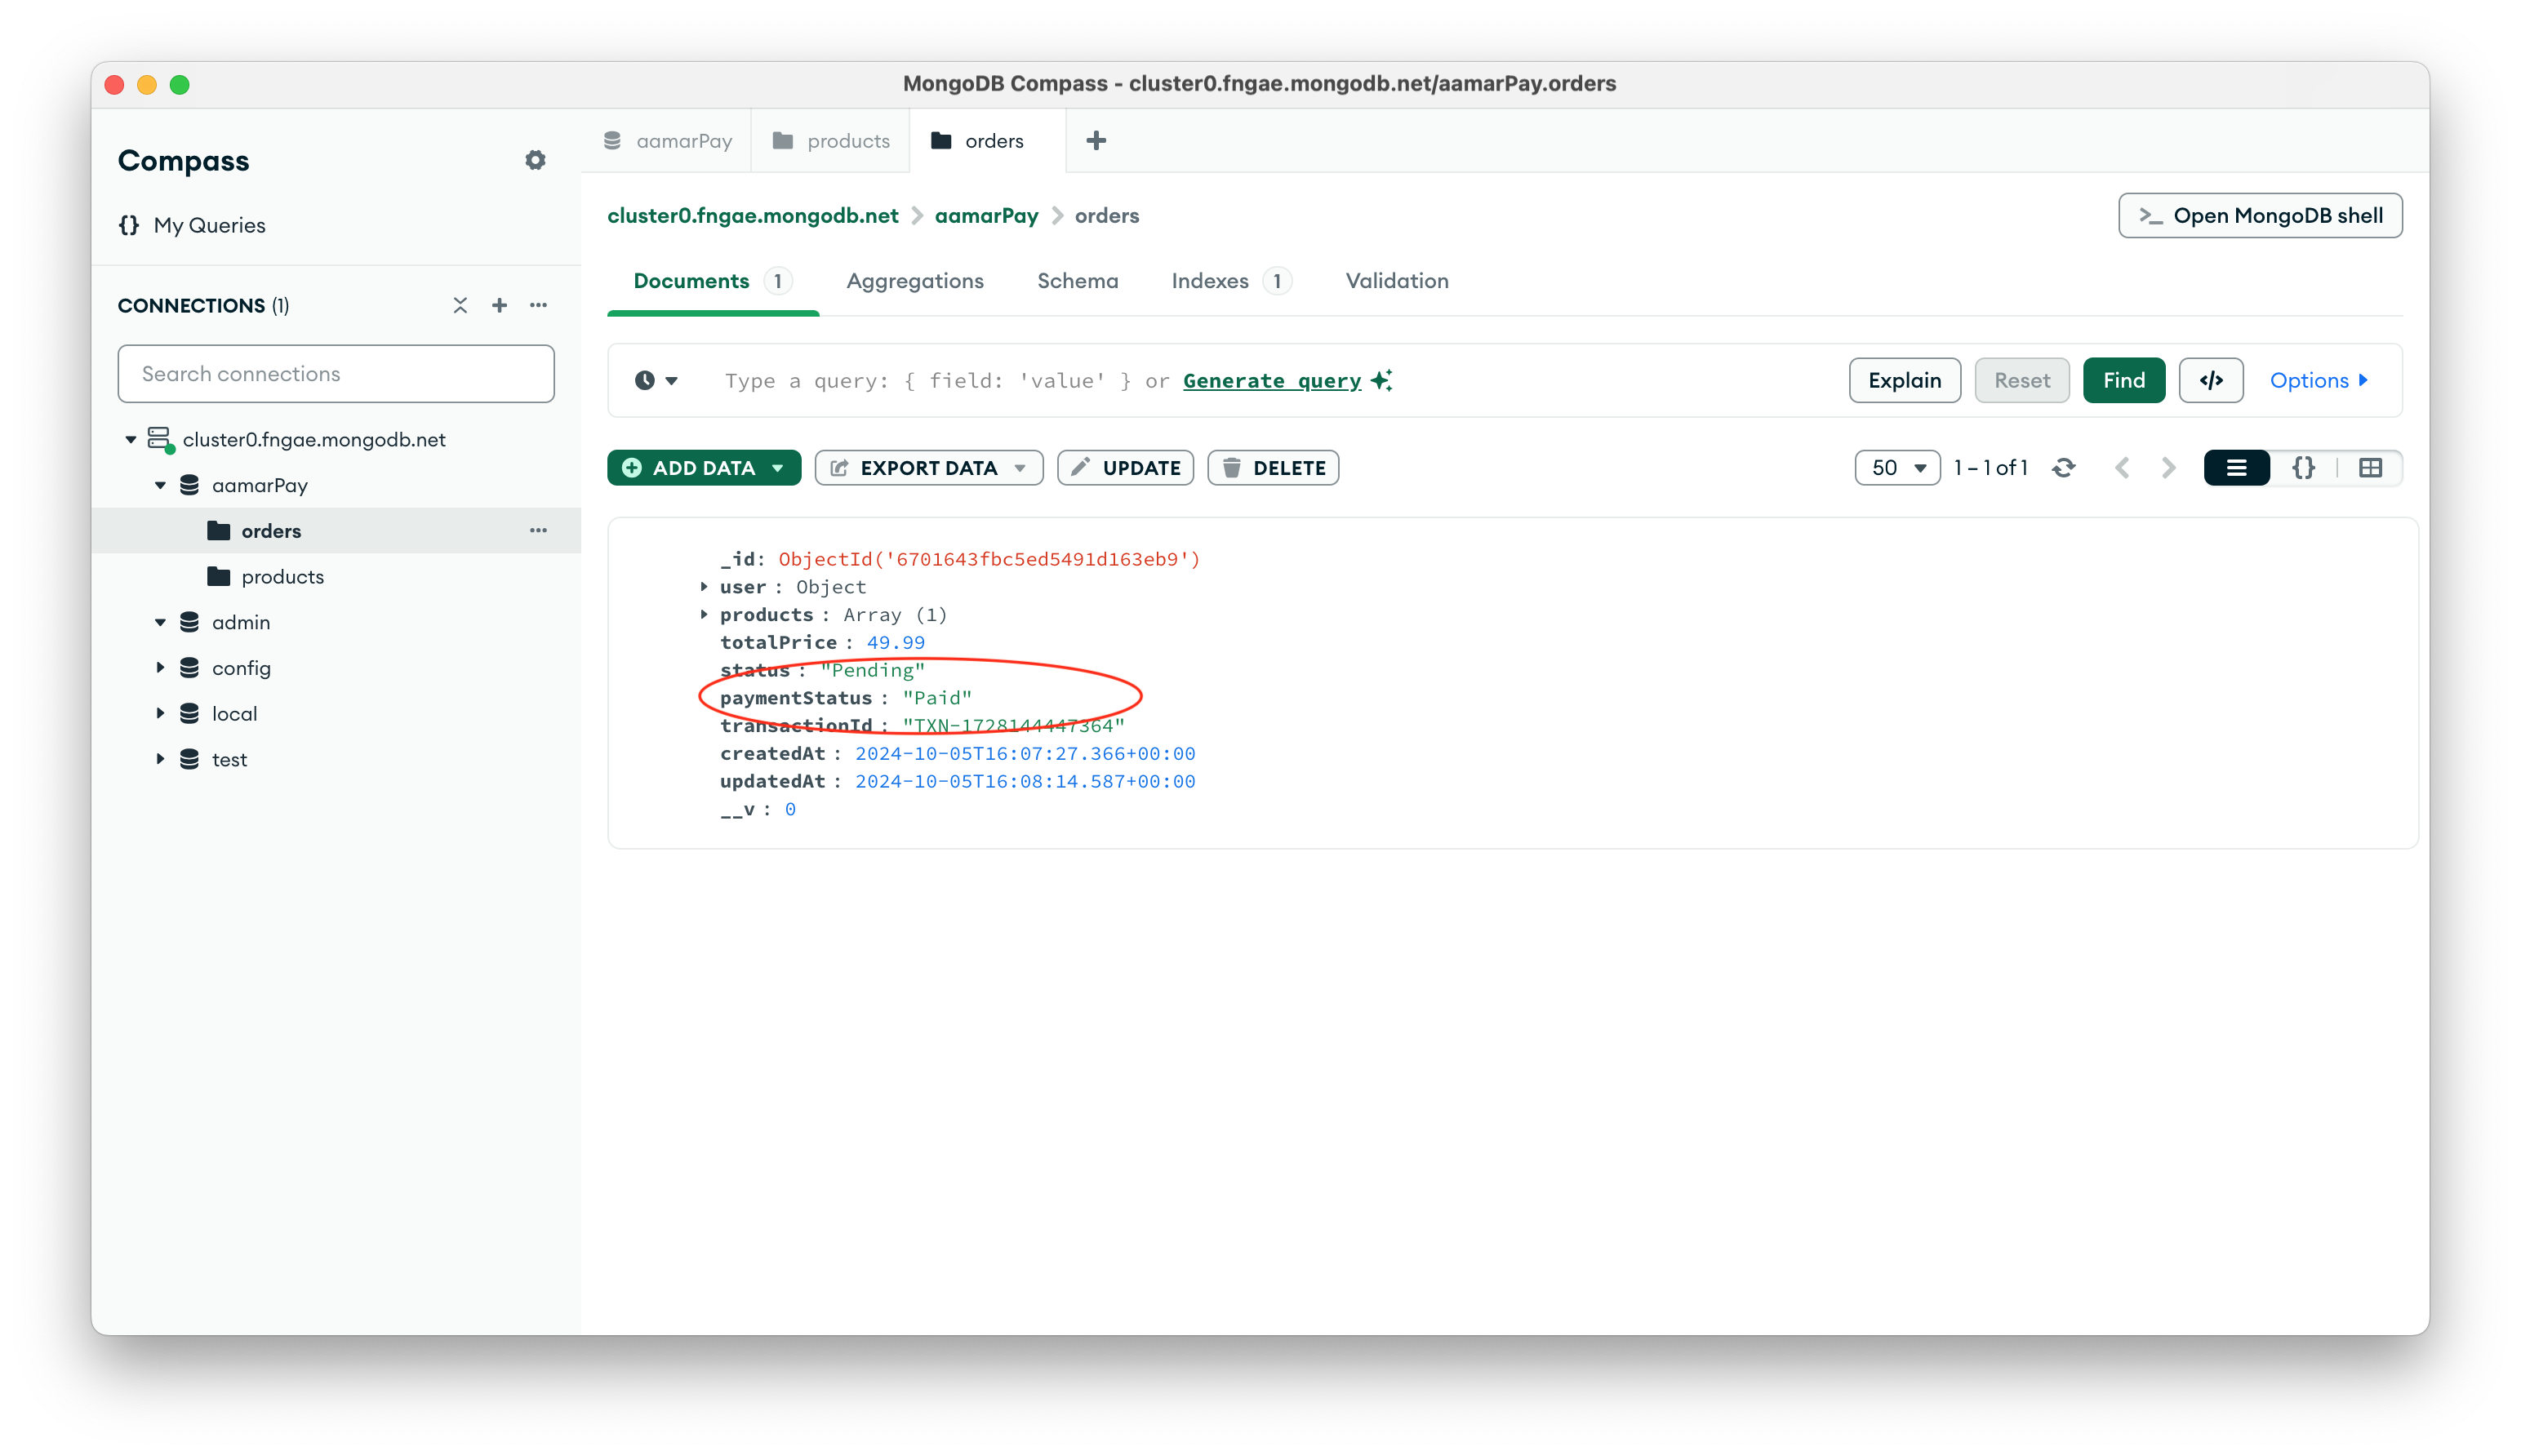 MongoDB Compass - cluster0.fngae.mongodb.net/aamarPay.orders
Compass
My Queries
CONNECTIONS (1)
Search connections
cluster0.fngae.mongodb.net
aamarPay
orders
products
admin
config
local
test
aamarPay products orders
cluster0.fngae.mongodb.net > aamarPay > orders
>_ Open MongoDB shell
Documents 1 Aggregations Schema Indexes 1 Validation
Type a query: { field: 'value' } or Generate query
Explain Reset Find </> Options
ADD DATA EXPORT DATA UPDATE DELETE
50 1 – 1 of 1 {}
_id: ObjectId('6701643fbc5ed5491d163eb9')
user : Object
products : Array (1)
totalPrice : 49.99
status : "Pending"
paymentStatus : "Paid"
transactionId : "TXN-1728144447364"
createdAt : 2024-10-05T16:07:27.366+00:00
updatedAt : 2024-10-05T16:08:14.587+00:00
__v : 0